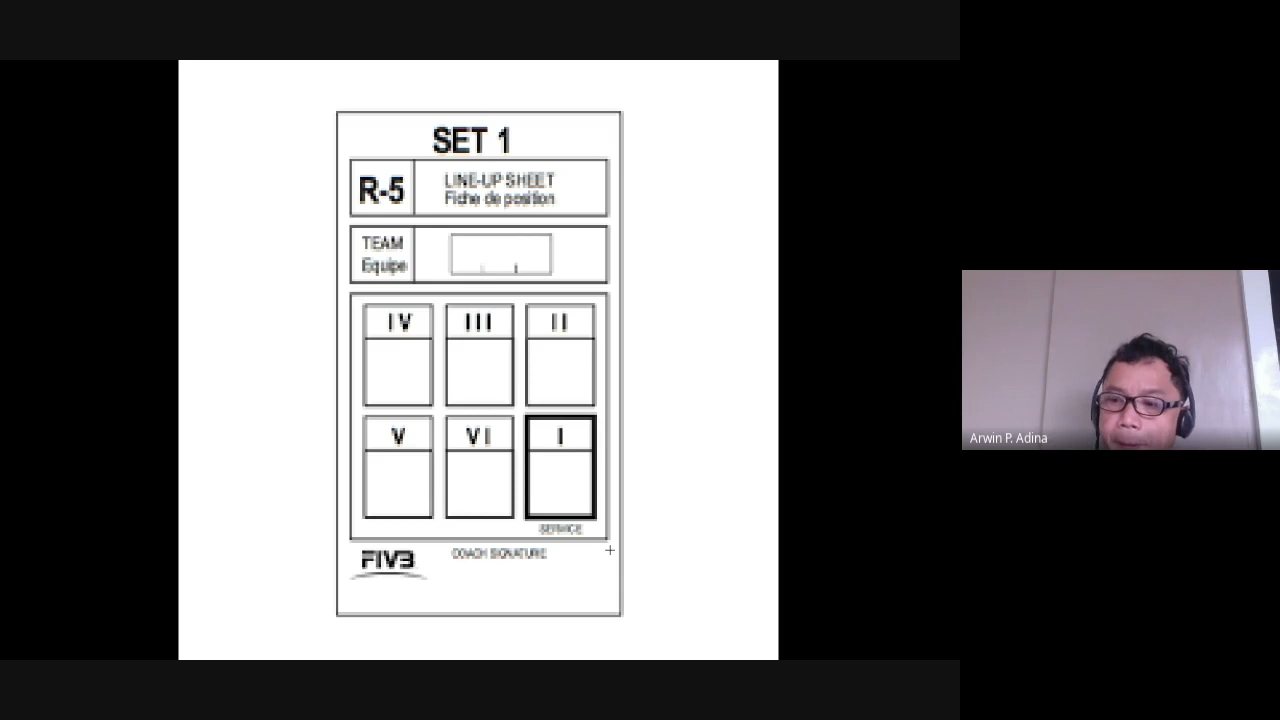 SET 1
R-5
LINE-UP SHEET
Fiche de position
TEAM
Equipe
IV III II
V VI I
SERVICE
FIVB
COACH SIGNATURE
Arwin P. Adina